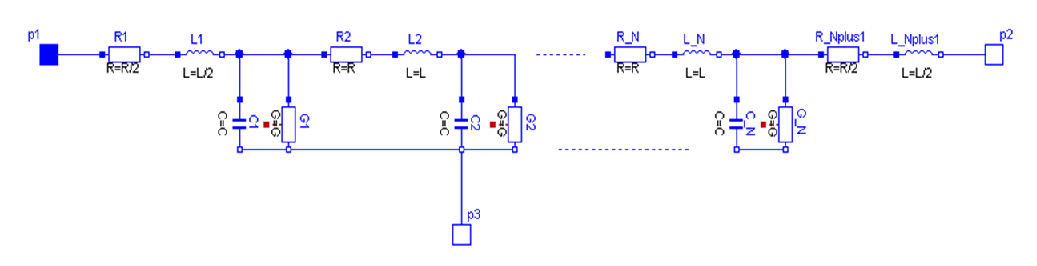 p1
R1
L1
R2
L2
R_N
L_N
R_Nplus1
L_Nplus1
p2
R=R/2
L=L/2
R=R
L=L
R=R
L=L
R=R/2
L=L/2
C1
C=C
G1
G=G
C2
C=C
G2
G=G
C_N
C=C
G_N
G=G
p3